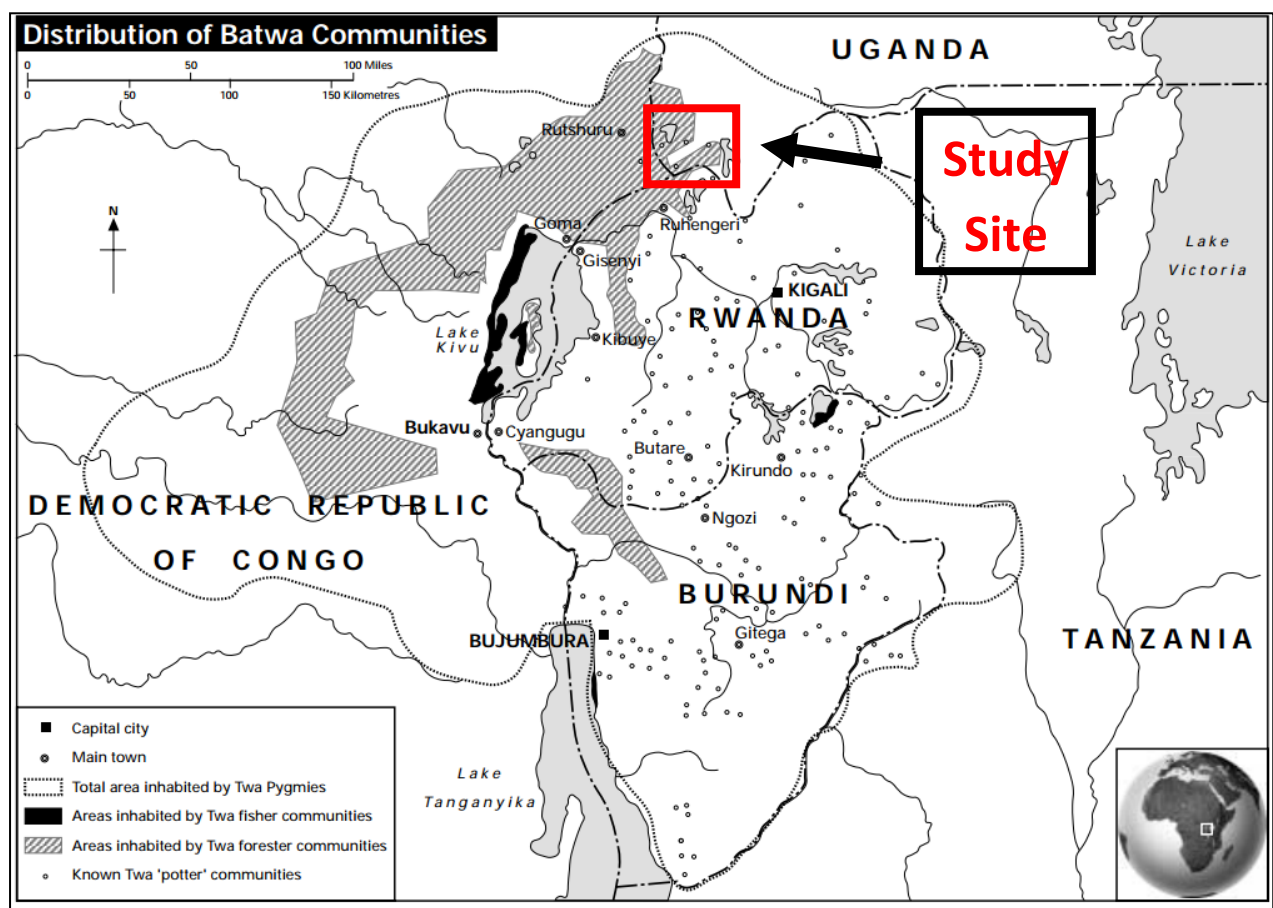 Distribution of Batwa Communities
0 50 100 Miles
0 50 100 150 Kilometres
UGANDA
Study
Site
Rutshuru
N
Goma
Ruhengeri
Gisenyi
Lake
Victoria
KIGALI
RWANDA
Lake
Kivu
Kibuye
Bukavu
Cyangugu
Butare
Kirundo
DEMOCRATIC REPUBLIC
OF CONGO
Ngozi
BURUNDI
BUJUMBURA
Gitega
TANZANIA
Lake
Tanganyika
Capital city
Main town
Total area inhabited by Twa Pygmies
Areas inhabited by Twa fisher communities
Areas inhabited by Twa forester communities
Known Twa 'potter' communities